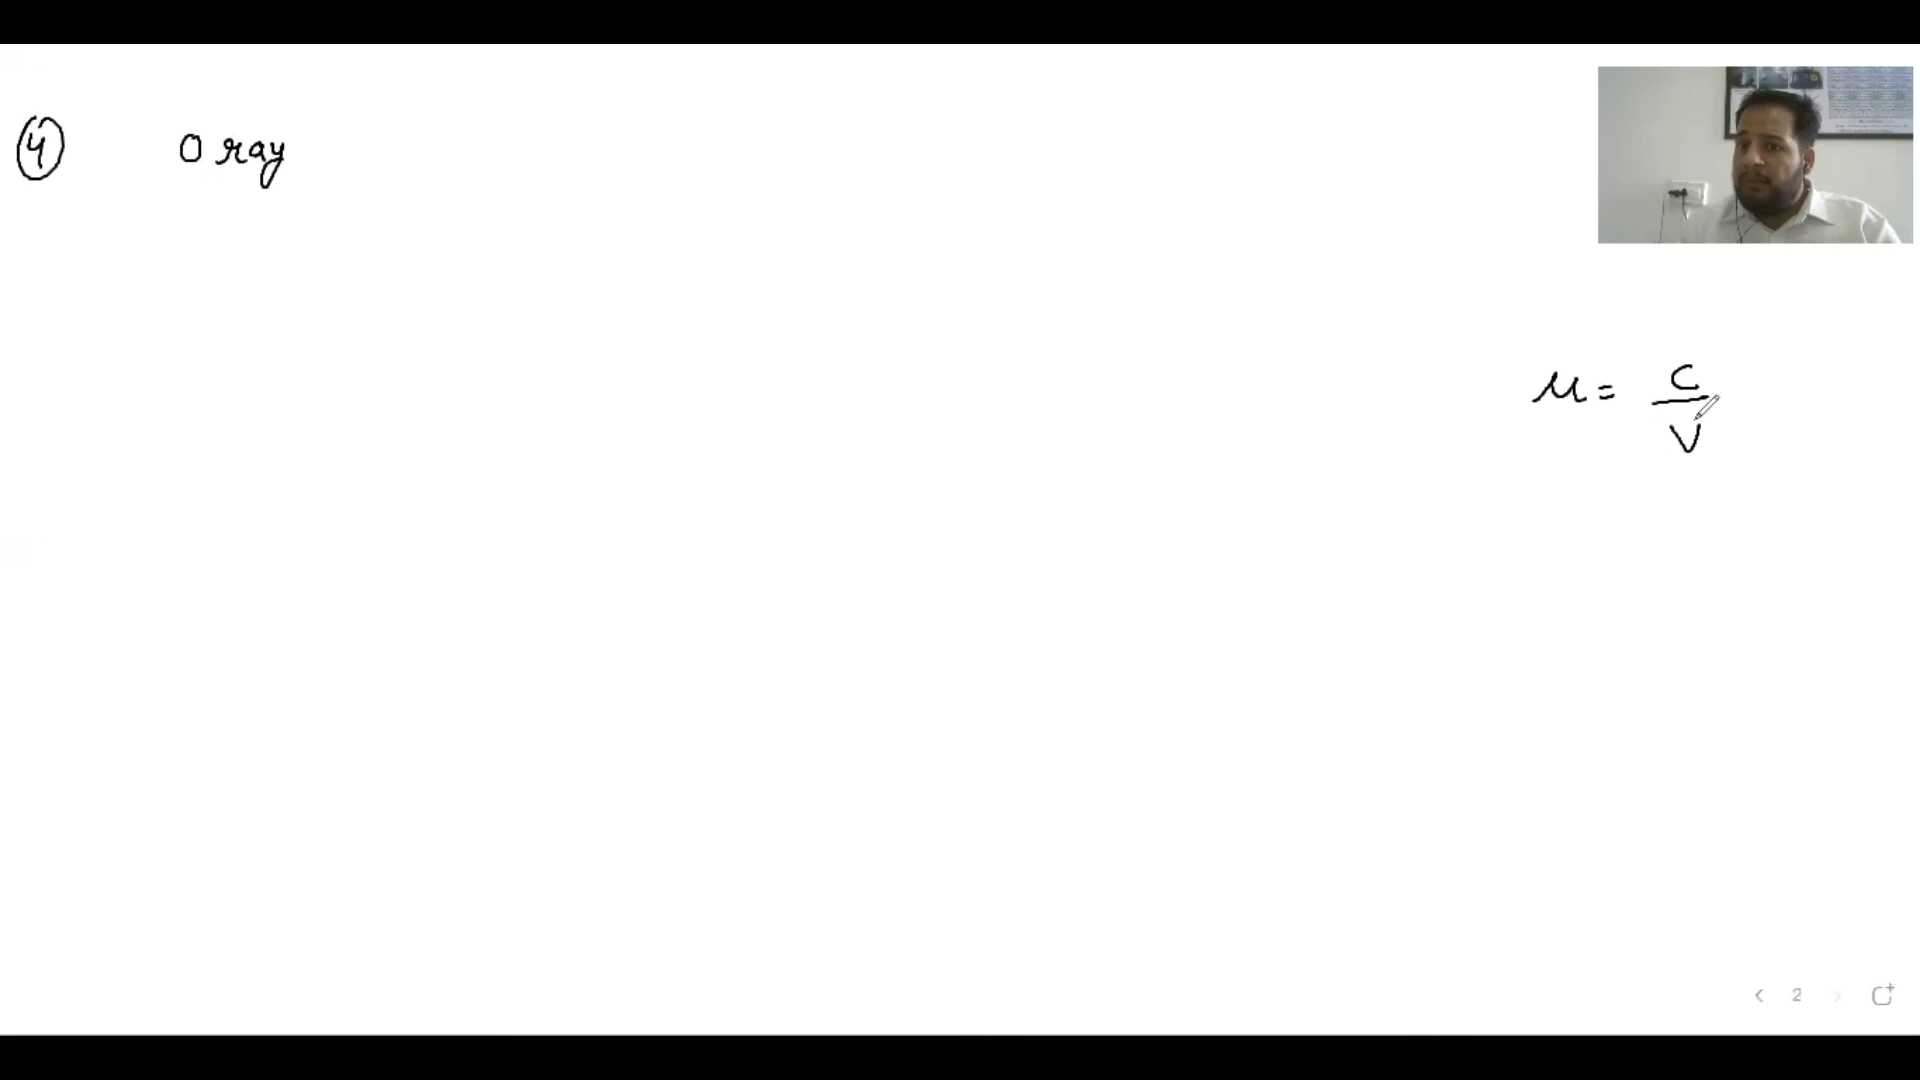 ④ O ray
μ = c/v
2